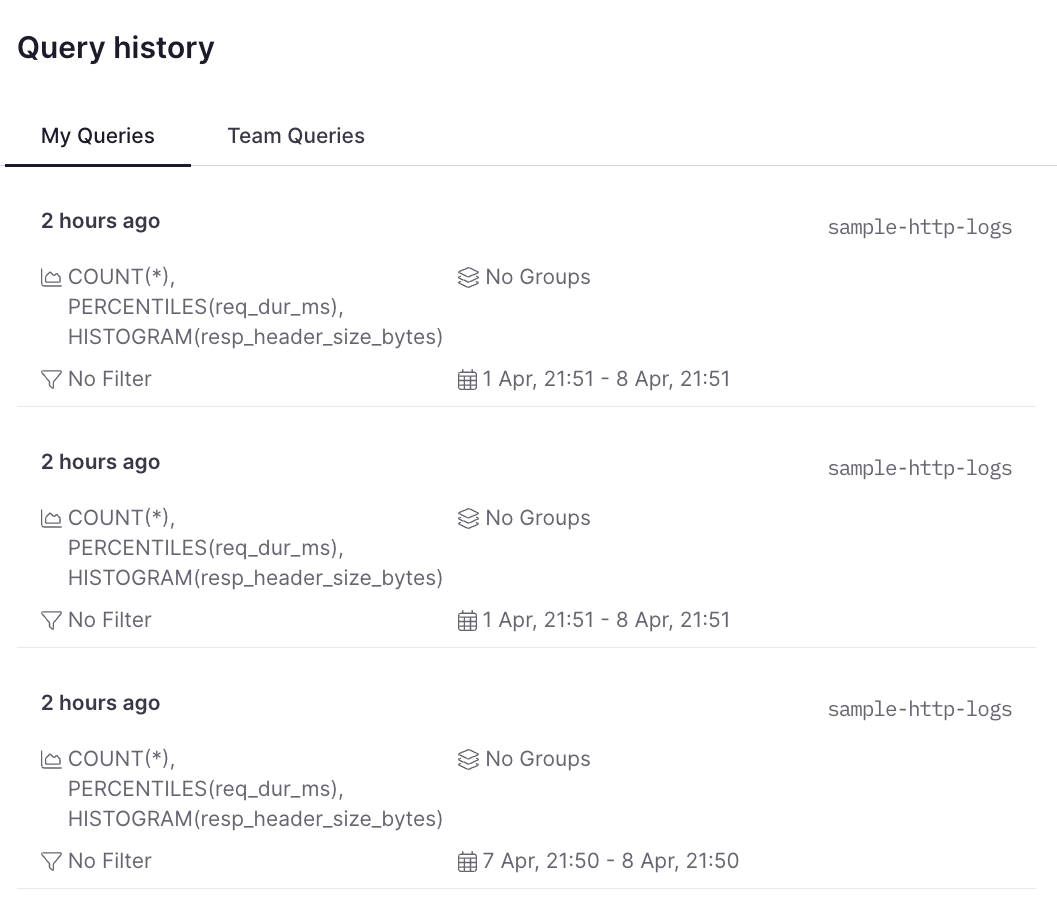 Query history
My Queries
Team Queries
2 hours ago
sample-http-logs
COUNT(*),
PERCENTILES(req_dur_ms),
HISTOGRAM(resp_header_size_bytes)
No Groups
No Filter
1 Apr, 21:51 - 8 Apr, 21:51
2 hours ago
sample-http-logs
COUNT(*),
PERCENTILES(req_dur_ms),
HISTOGRAM(resp_header_size_bytes)
No Groups
No Filter
1 Apr, 21:51 - 8 Apr, 21:51
2 hours ago
sample-http-logs
COUNT(*),
PERCENTILES(req_dur_ms),
HISTOGRAM(resp_header_size_bytes)
No Groups
No Filter
7 Apr, 21:50 - 8 Apr, 21:50